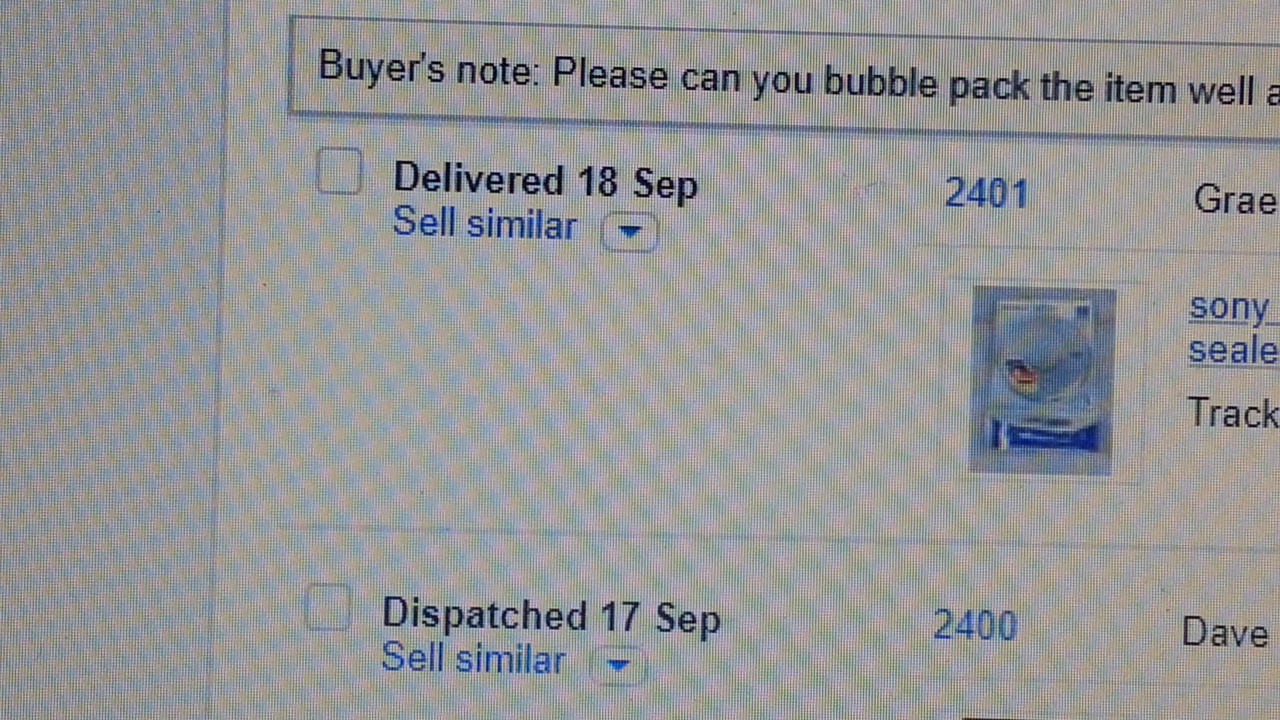 Buyer's note: Please can you bubble pack the item well a
Delivered 18 Sep
2401
Grae
Sell similar
sony
seale
Track
Dispatched 17 Sep
2400
Dave
Sell similar